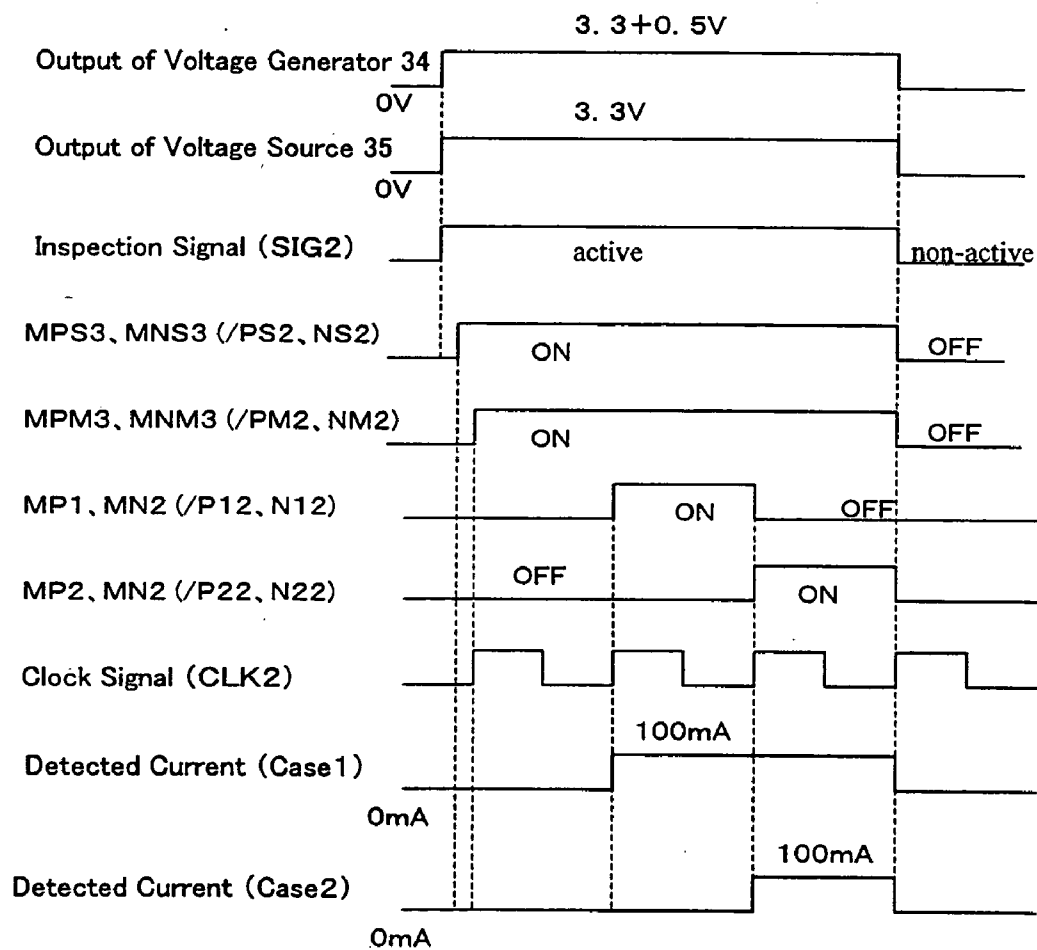 3. 3+0. 5V
Output of Voltage Generator 34
0V
3. 3V
Output of Voltage Source 35
0V
Inspection Signal (SIG2)
active
non-active
MPS3、MNS3 (/PS2、NS2)
ON
OFF
MPM3、MNM3 (/PM2、NM2)
ON
OFF
MP1、MN2 (/P12、N12)
ON
OFF
OFF
MP2、MN2 (/P22、N22)
ON
Clock Signal (CLK2)
100mA
Detected Current (Case1)
0mA
100mA
Detected Current (Case2)
0mA